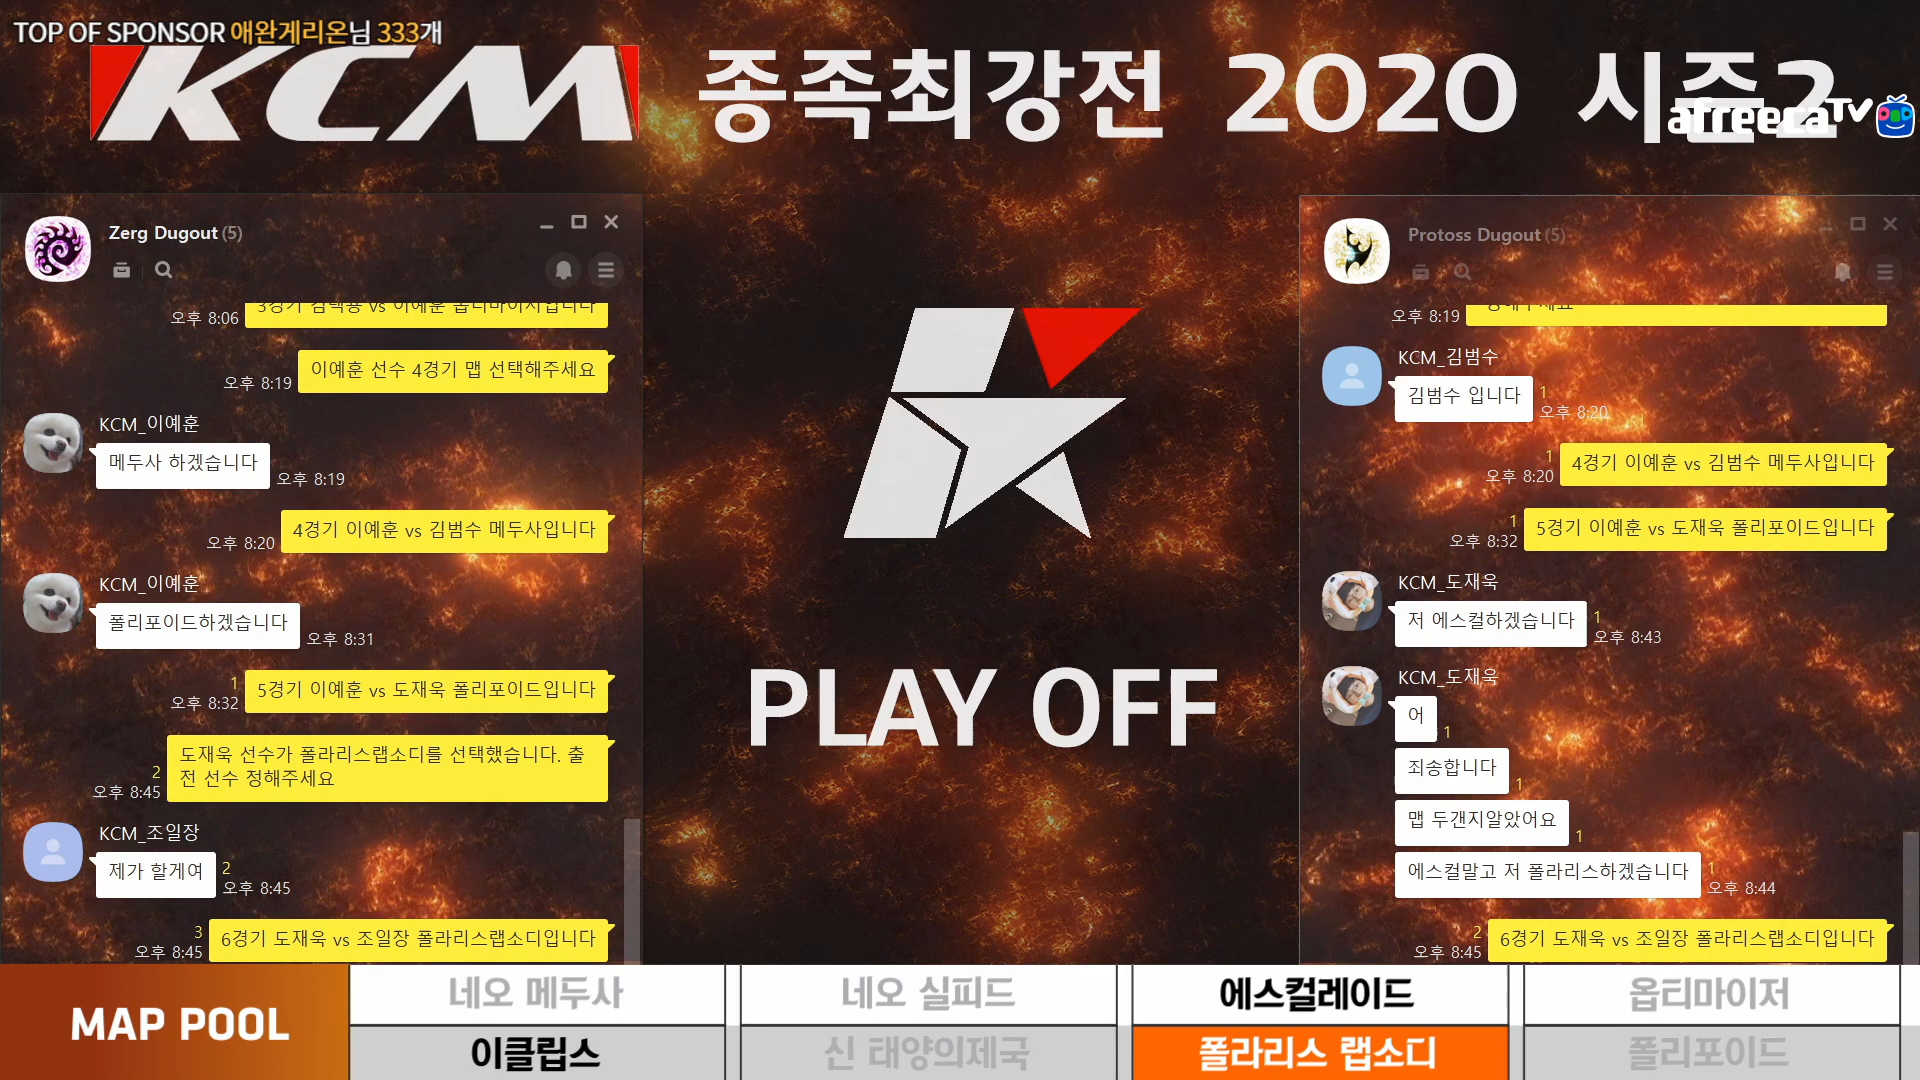 TOP OF SPONSOR 애완게리온님 333개
KCM 종족최강전 2020 시즌2
afreecaTV
Zerg Dugout (5)
오후 8:06
이예훈 선수 4경기 맵 선택해주세요
오후 8:19
KCM_이예훈
메두사 하겠습니다
오후 8:19
4경기 이예훈 vs 김범수 메두사입니다
오후 8:20
KCM_이예훈
폴리포이드하겠습니다
오후 8:31
5경기 이예훈 vs 도재욱 폴리포이드입니다
1
오후 8:32
도재욱 선수가 폴라리스랩소디를 선택했습니다. 출
전 선수 정해주세요
2
오후 8:45
KCM_조일장
제가 할게여
2
오후 8:45
6경기 도재욱 vs 조일장 폴라리스랩소디입니다
3
오후 8:45
PLAY OFF
Protoss Dugout (5)
오후 8:19
KCM_김범수
김범수 입니다
1
오후 8:20
4경기 이예훈 vs 김범수 메두사입니다
1
오후 8:20
5경기 이예훈 vs 도재욱 폴리포이드입니다
1
오후 8:32
KCM_도재욱
저 에스컬하겠습니다
1
오후 8:43
KCM_도재욱
어
1
죄송합니다
1
맵 두갠지알았어요
1
에스컬말고 저 폴라리스하겠습니다
1
오후 8:44
6경기 도재욱 vs 조일장 폴라리스랩소디입니다
2
오후 8:45
MAP POOL
네오 메두사
네오 실피드
에스컬레이드
옵티마이저
이클립스
신 태양의제국
폴라리스 랩소디
폴리포이드